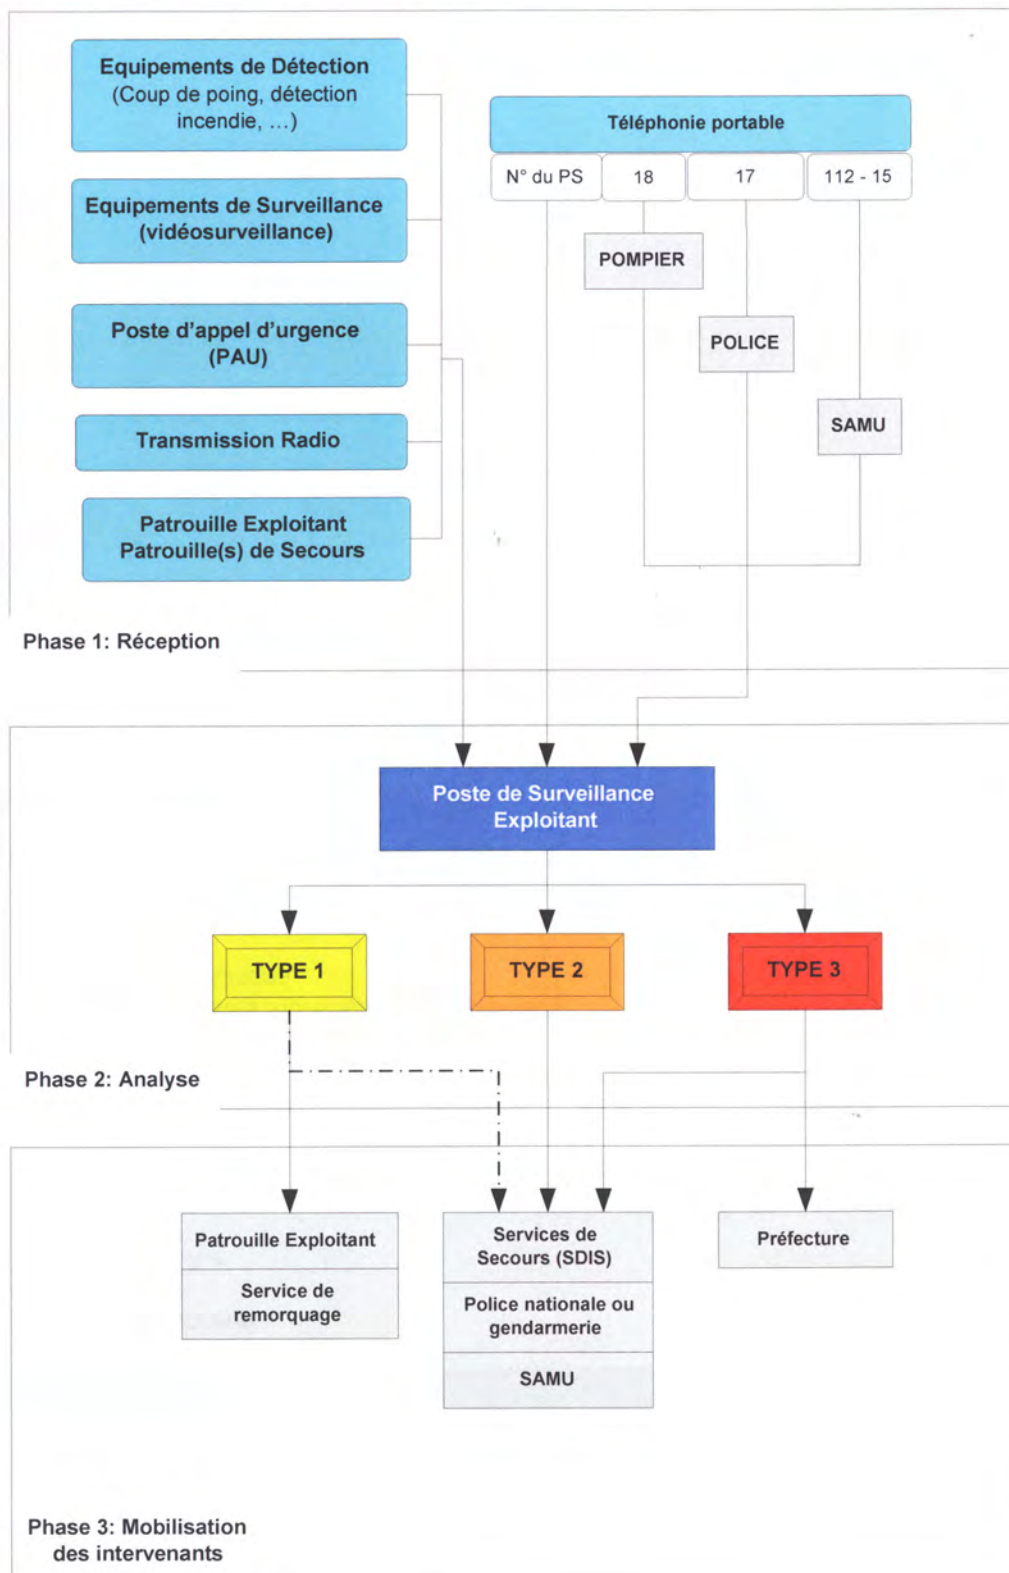 Equipements de Détection
(Coup de poing, détection
incendie, ...)
Equipements de Surveillance
(vidéosurveillance)
Poste d'appel d'urgence
(PAU)
Transmission Radio
Patrouille Exploitant
Patrouille(s) de Secours
Téléphonie portable
N° du PS
18
17
112 - 15
POMPIER
POLICE
SAMU
Phase 1: Réception
Poste de Surveillance
Exploitant
TYPE 1
TYPE 2
TYPE 3
Phase 2: Analyse
Patrouille Exploitant
Service de
remorquage
Services de
Secours (SDIS)
Police nationale ou
gendarmerie
SAMU
Préfecture
Phase 3: Mobilisation
des intervenants